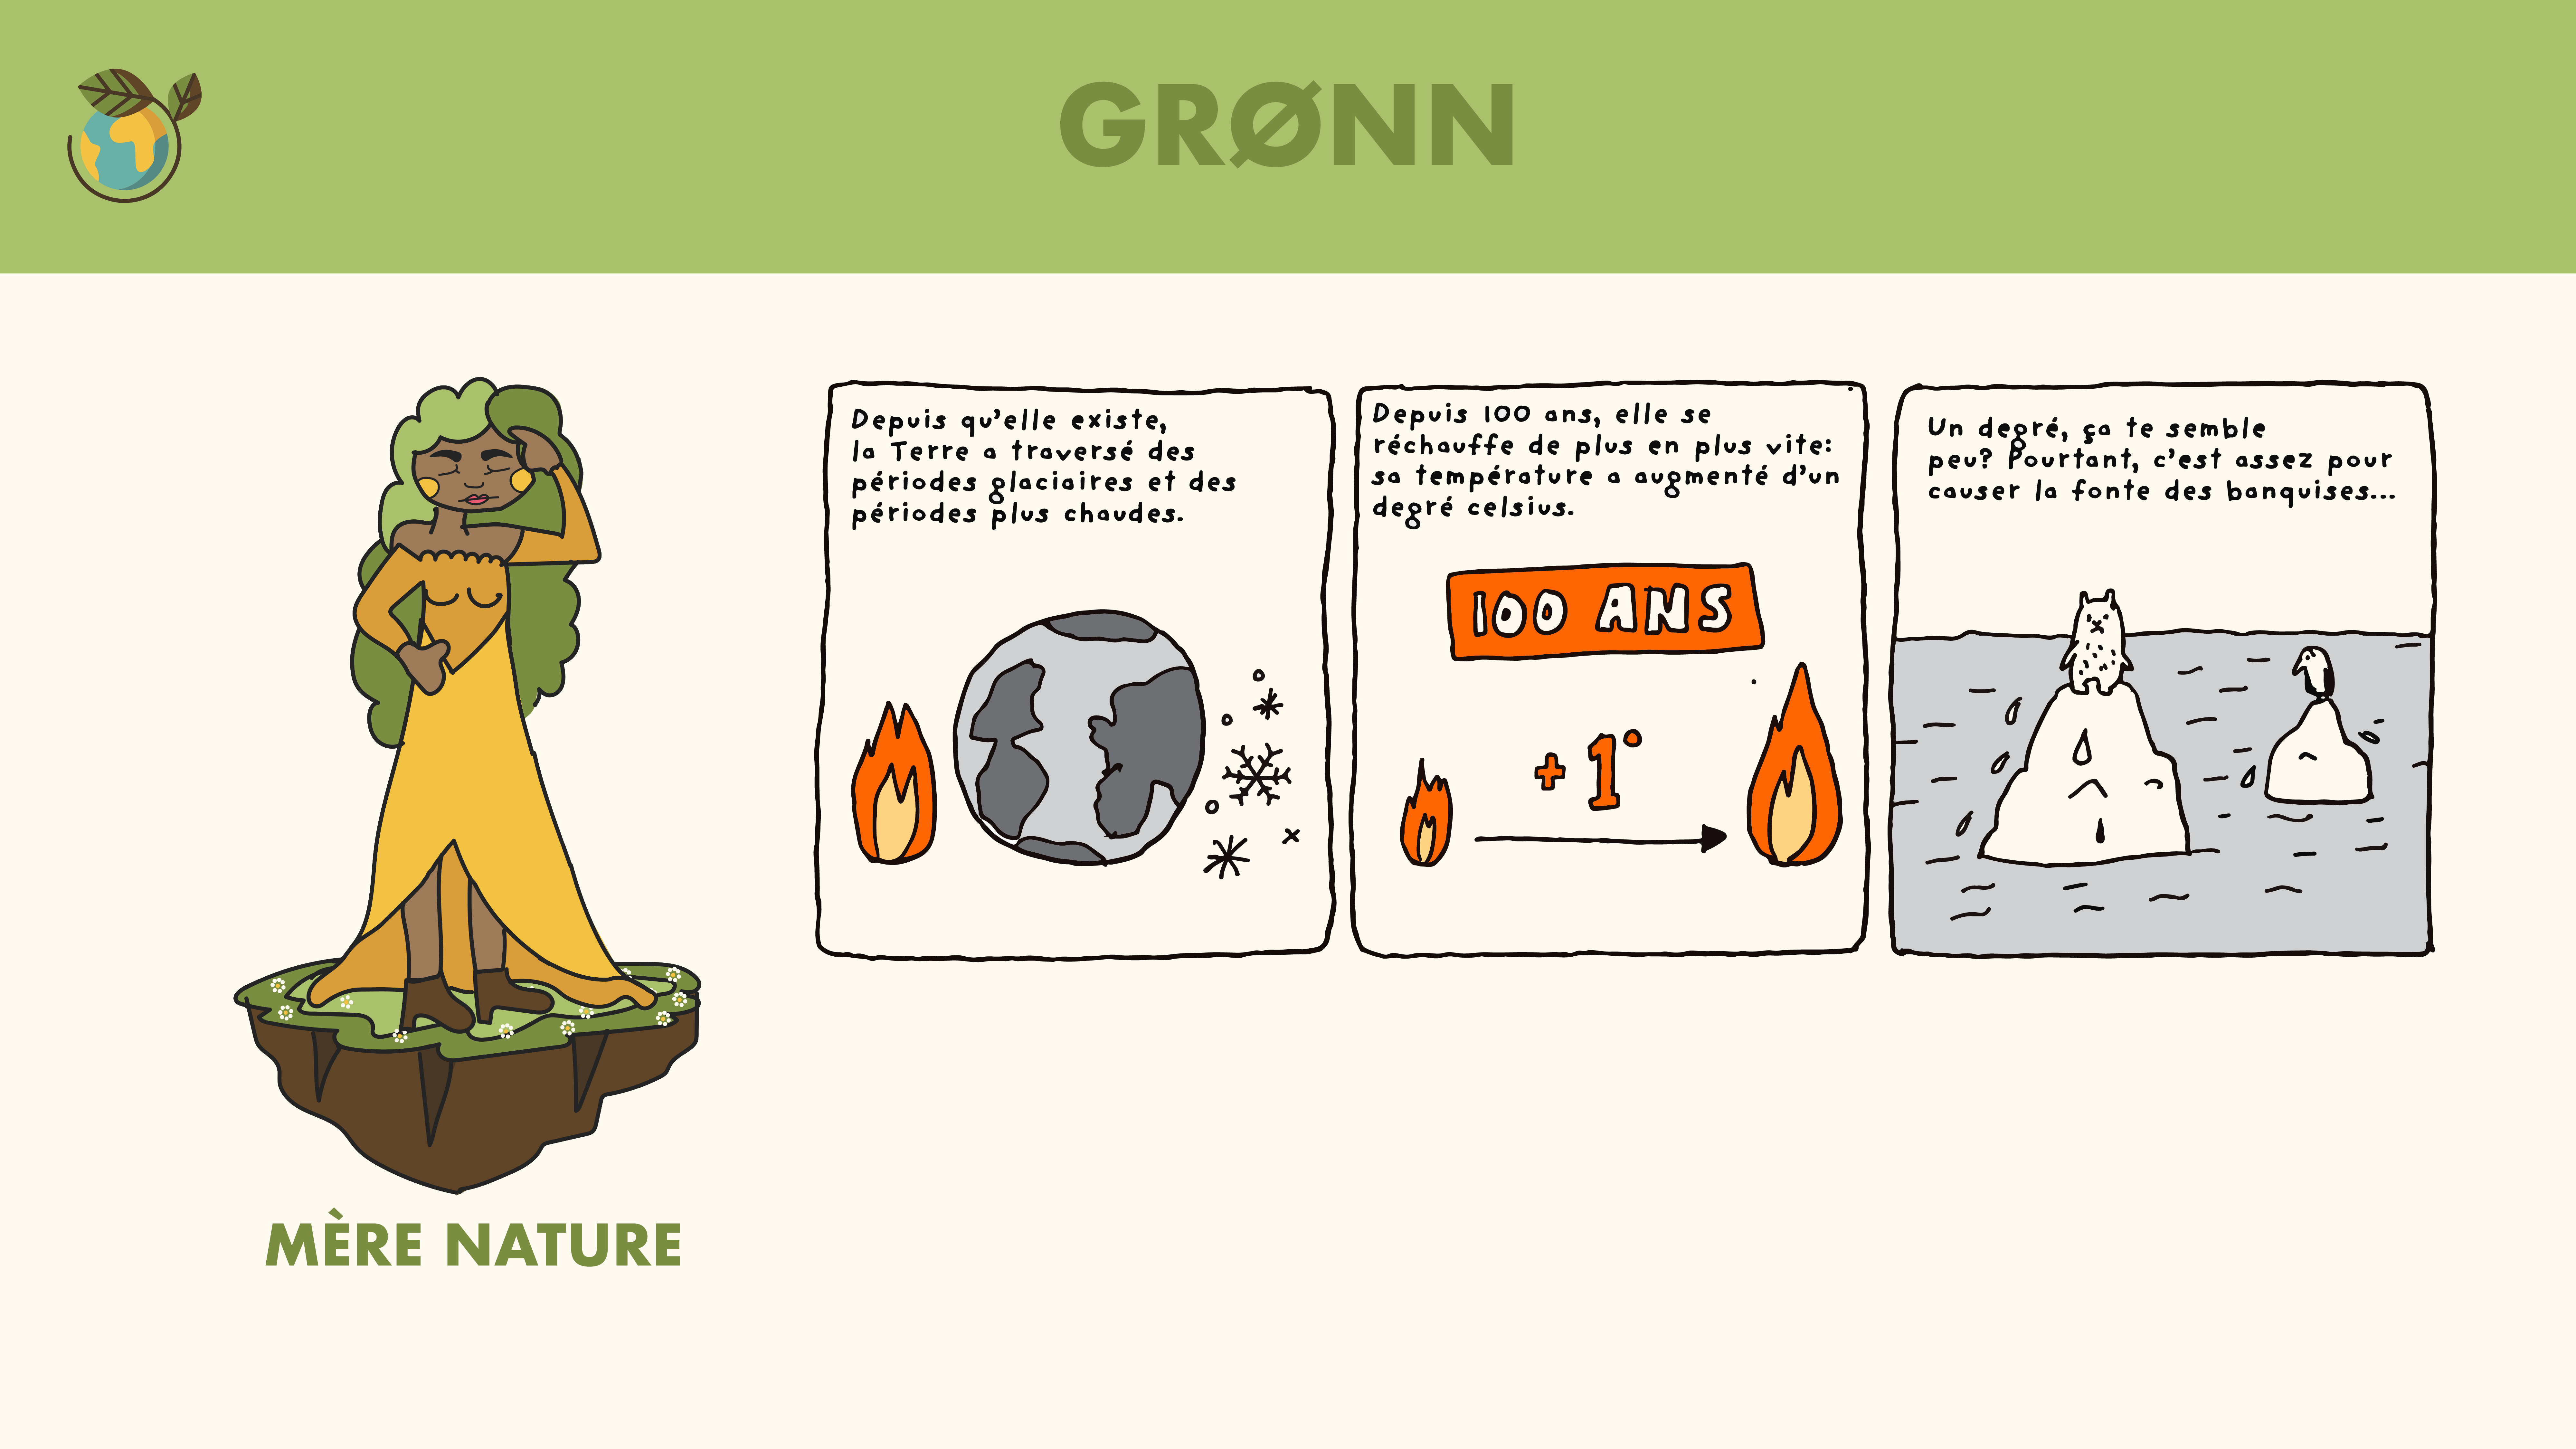 GRØNN
Depuis qu'elle existe,
la Terre a traversé des
périodes glaciaires et des
périodes plus chaudes.
Depuis 100 ans, elle se
réchauffe de plus en plus vite:
sa température a augmenté d'un
degré celsius.
100 ANS
+ 1°
Un degré, ça te semble
peu? Pourtant, c'est assez pour
causer la fonte des banquises...
MÈRE NATURE